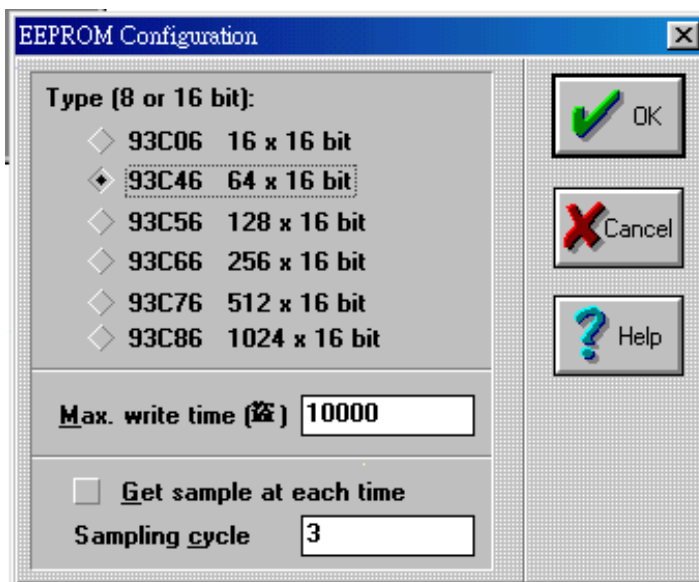 EEPROM Configuration
Type (8 or 16 bit):
93C06 16 x 16 bit
93C46 64 x 16 bit
93C56 128 x 16 bit
93C66 256 x 16 bit
93C76 512 x 16 bit
93C86 1024 x 16 bit
Max. write time ( )
10000
Get sample at each time
Sampling cycle
3
OK
Cancel
Help